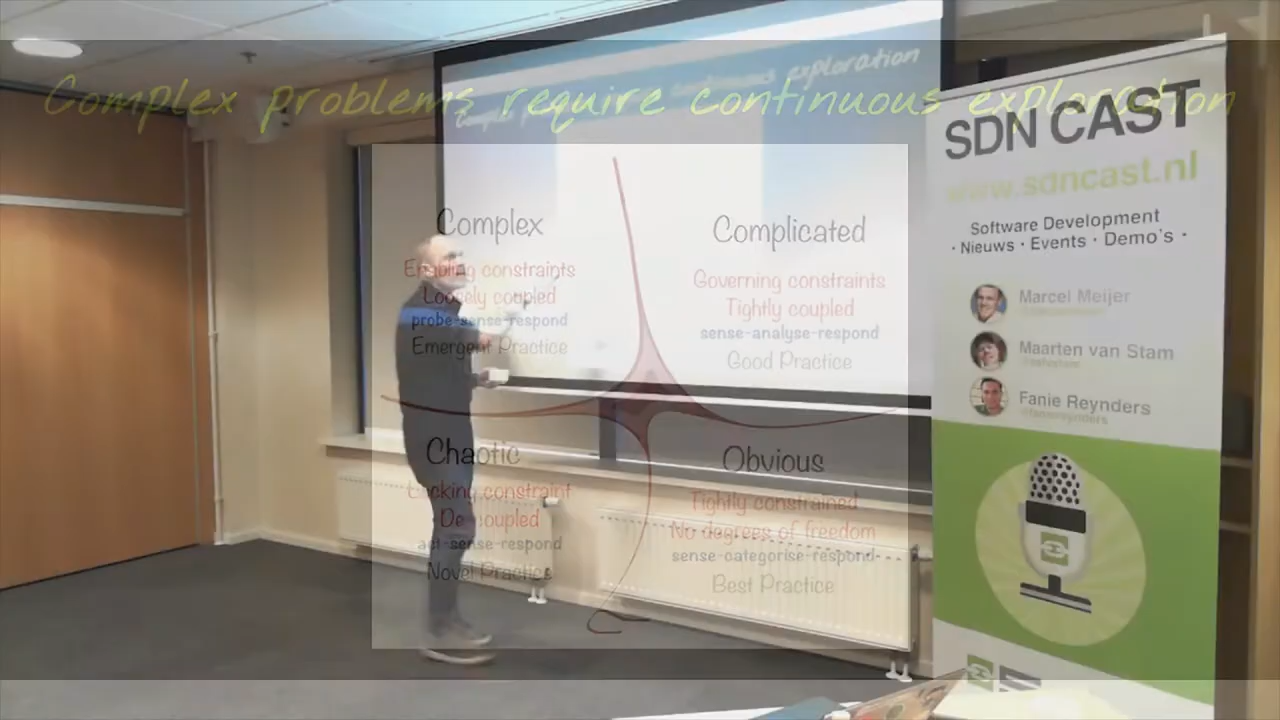 Complex problems require continuous exploration
exploration
Complex
Enabling constraints
Loosely coupled
probe-sense-respond
Emergent Practice
Complicated
Governing constraints
Tightly coupled
sense-analyse-respond
Good Practice
Chaotic
Lacking constraint
De coupled
act-sense-respond
Novel Practice
Obvious
Tightly constrained
No degrees of freedom
sense-categorise-respond
Best Practice
SDN CAST
www.sdncast.nl
Software Development
· Nieuws · Events · Demo's ·
Marcel Meijer
Maarten van Stam
Fanie Reynders